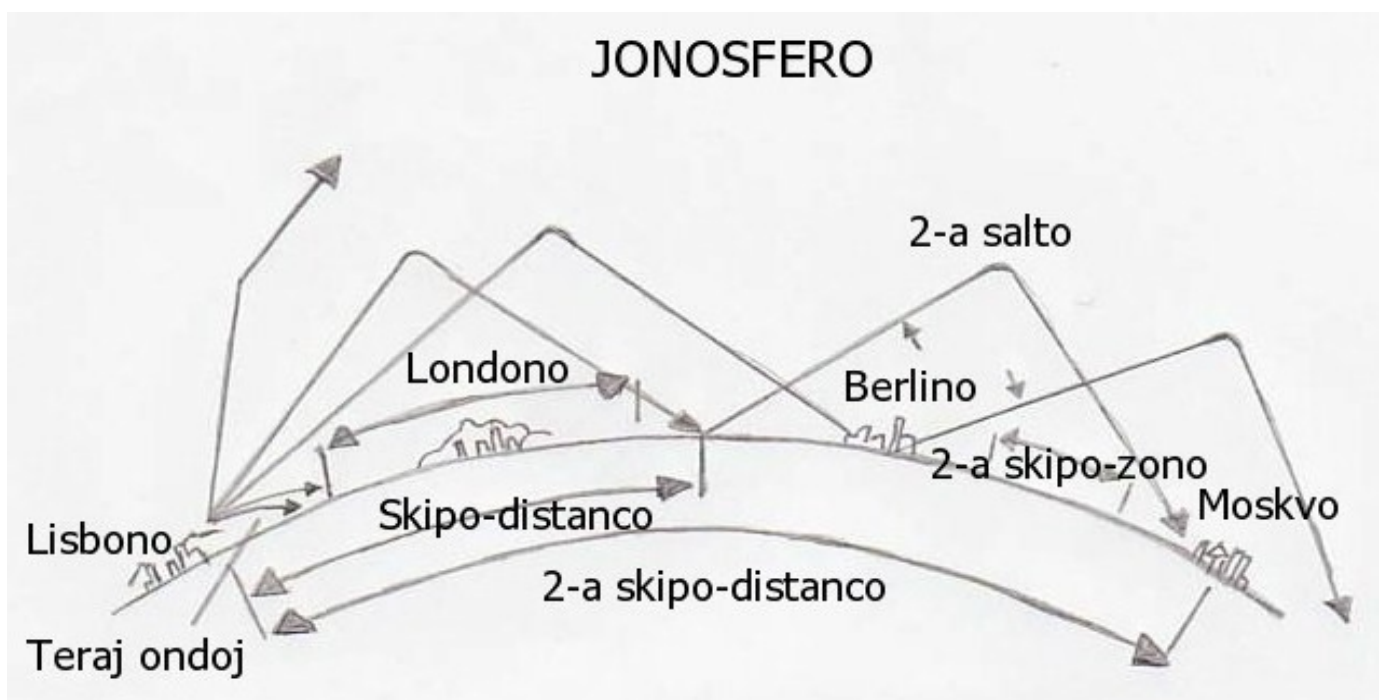 JONOSFERO
2-a salto
Londono
Berlino
2-a skipo-zono
Moskvo
Skipo-distanco
Lisbono
2-a skipo-distanco
Teraj ondoj